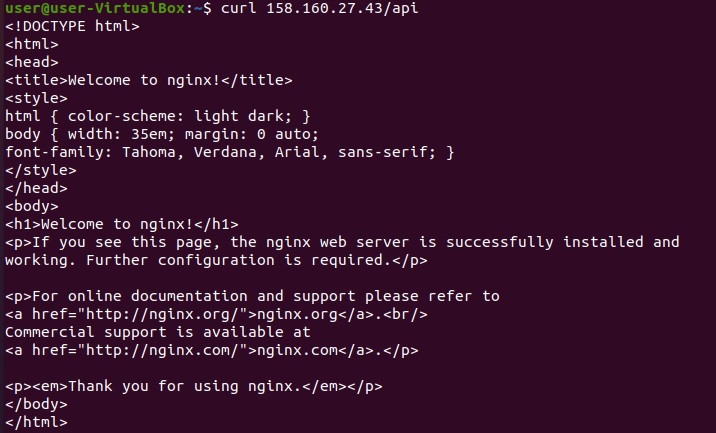 user@user-VirtualBox:~$ curl 158.160.27.43/api
<!DOCTYPE html>
<html>
<head>
<title>Welcome to nginx!</title>
<style>
html { color-scheme: light dark; }
body { width: 35em; margin: 0 auto;
font-family: Tahoma, Verdana, Arial, sans-serif; }
</style>
</head>
<body>
<h1>Welcome to nginx!</h1>
<p>If you see this page, the nginx web server is successfully installed and
working. Further configuration is required.</p>

<p>For online documentation and support please refer to
<a href="http://nginx.org/">nginx.org</a>.<br/>
Commercial support is available at
<a href="http://nginx.com/">nginx.com</a>.</p>

<p><em>Thank you for using nginx.</em></p>
</body>
</html>